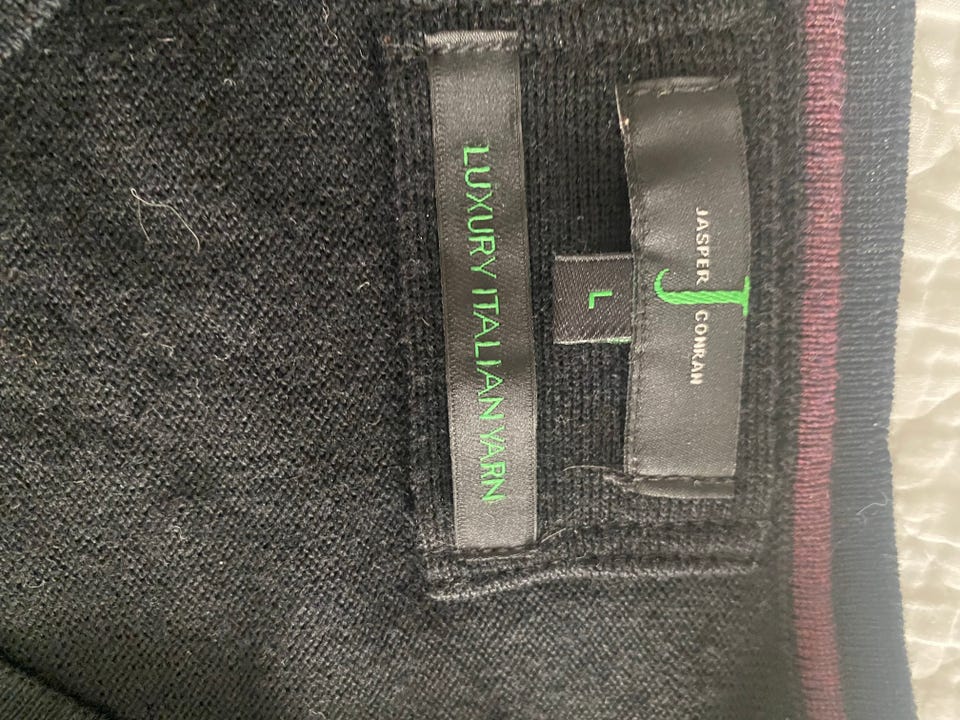 JASPER J CONRAN
L
LUXURY ITALIAN YARN